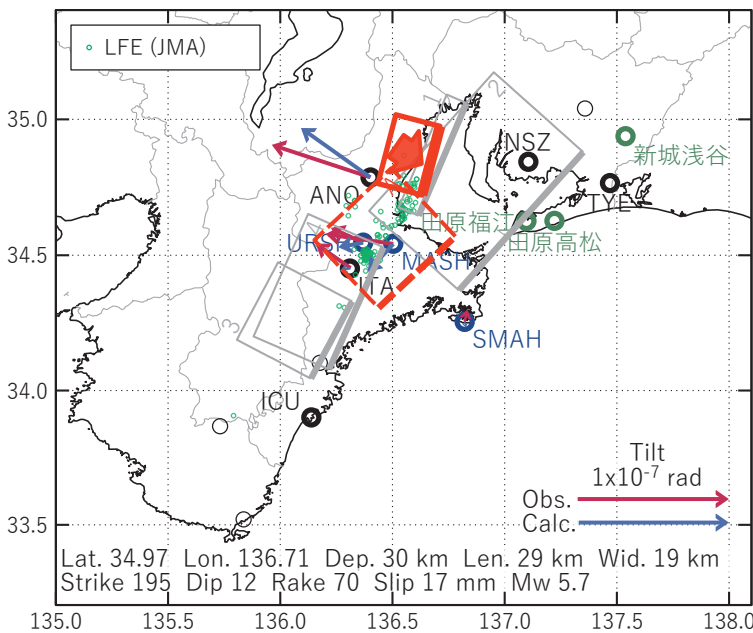 LFE (JMA)
1
2
35.0
NSZ
新城浅谷
ANO
TYE
田原福江
34.5
URSH
田原高松
MASH
ITA
3
SMAH
34.0
ICU
Tilt
1x10-7 rad
Obs.
33.5
Calc.
Lat. 34.97 Lon. 136.71 Dep. 30 km Len. 29 km Wid. 19 km
Strike 195 Dip 12 Rake 70 Slip 17 mm Mw 5.7
135.0 135.5 136.0 136.5 137.0 137.5 138.0